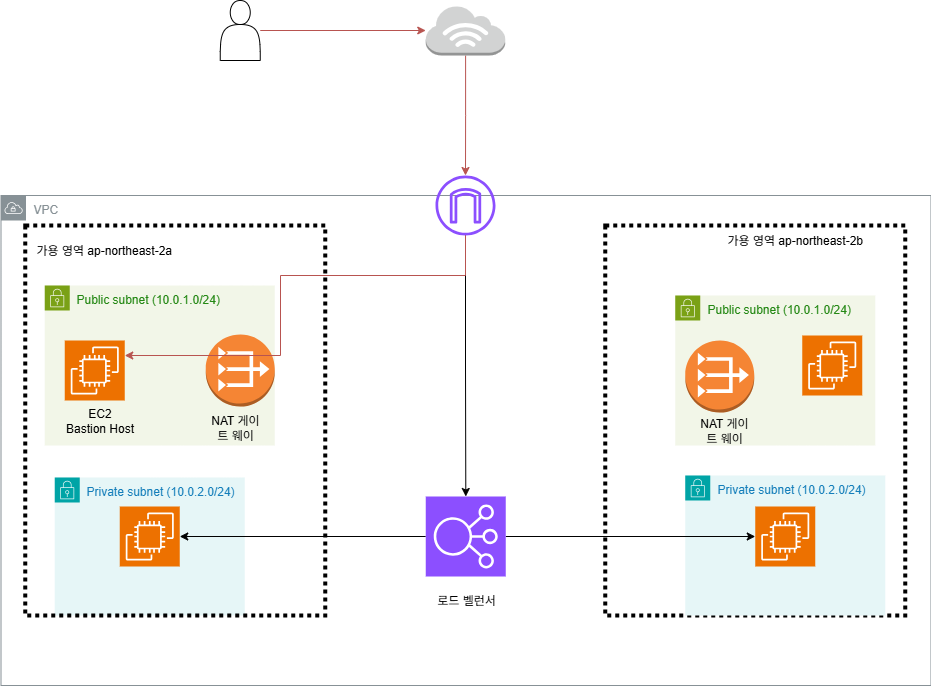 VPC
가용 영역 ap-northeast-2a
Public subnet (10.0.1.0/24)
EC2
Bastion Host
NAT 게이
트 웨이
Private subnet (10.0.2.0/24)
로드 벨런서
가용 영역 ap-northeast-2b
Public subnet (10.0.1.0/24)
NAT 게이
트 웨이
Private subnet (10.0.2.0/24)